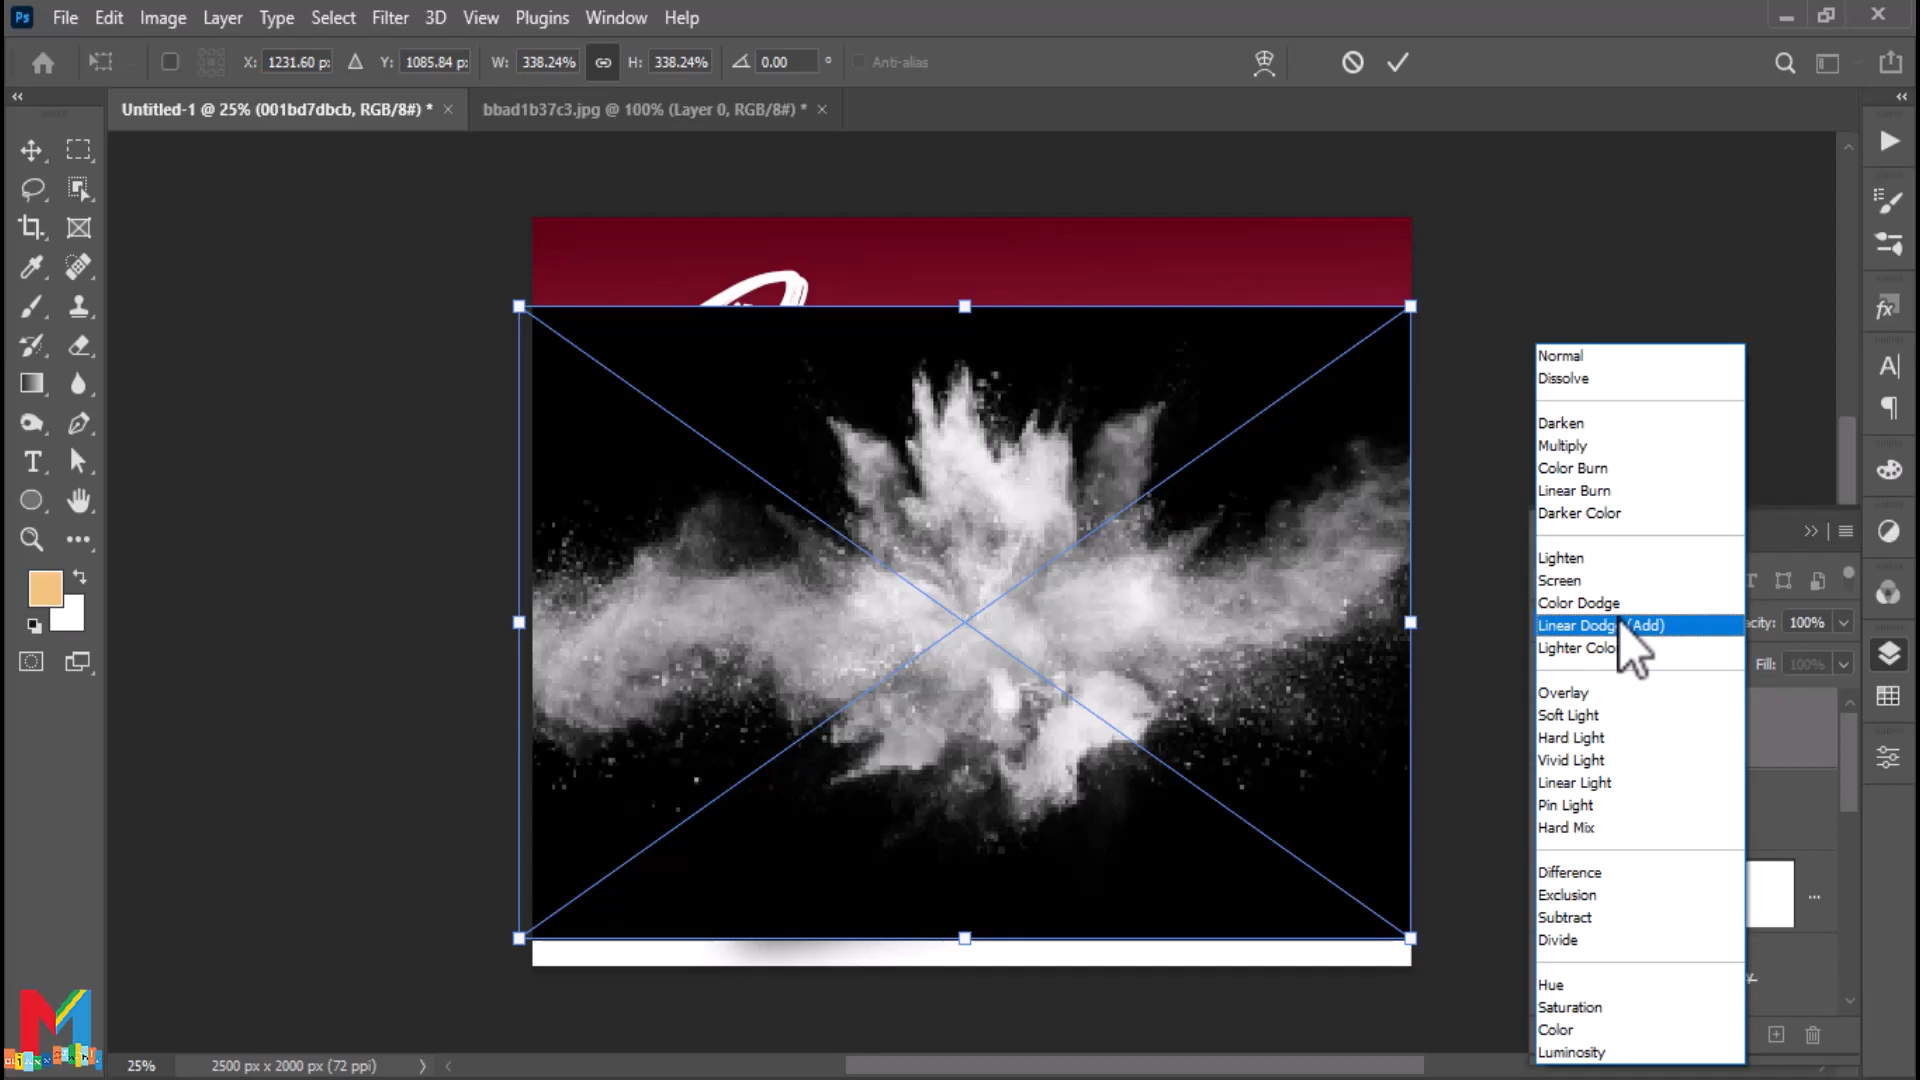 Ps File Edit Image Layer Type Select Filter 3D View Plugins Window Help
X: 1231.60 p: Y: 1085.84 p: W: 338.24% H: 338.24% 0.00 ° Anti-alias
Untitled-1 @ 25% (001bd7dbcb, RGB/8#) * × bbad1b37c3.jpg @ 100% (Layer 0, RGB/8#) * ×
Normal
Dissolve
Darken
Multiply
Color Burn
Linear Burn
Darker Color
Lighten
Screen
Color Dodge
Linear Dodge (Add)
Lighter Colo
Overlay
Soft Light
Hard Light
Vivid Light
Linear Light
Pin Light
Hard Mix
Difference
Exclusion
Subtract
Divide
Hue
Saturation
Color
Luminosity
acity: 100%
Fill: 100%
25% 2500 px x 2000 px (72 ppi)